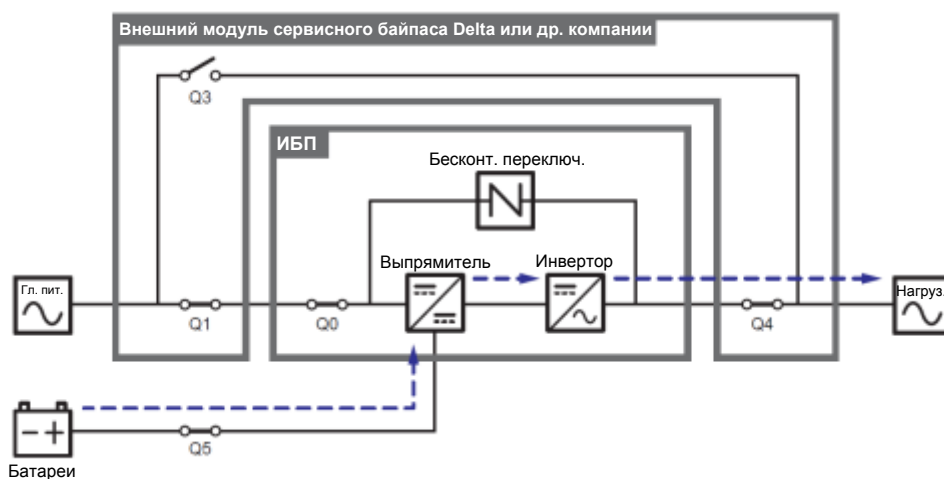 Внешний модуль сервисного байпаса Delta или др. компании
Q3
ИБП
Бесконт. переключ.
Выпрямитель
Инвертор
Гл. пит.
Нагруз.
Q1
Q0
Q4
Q5
Батареи